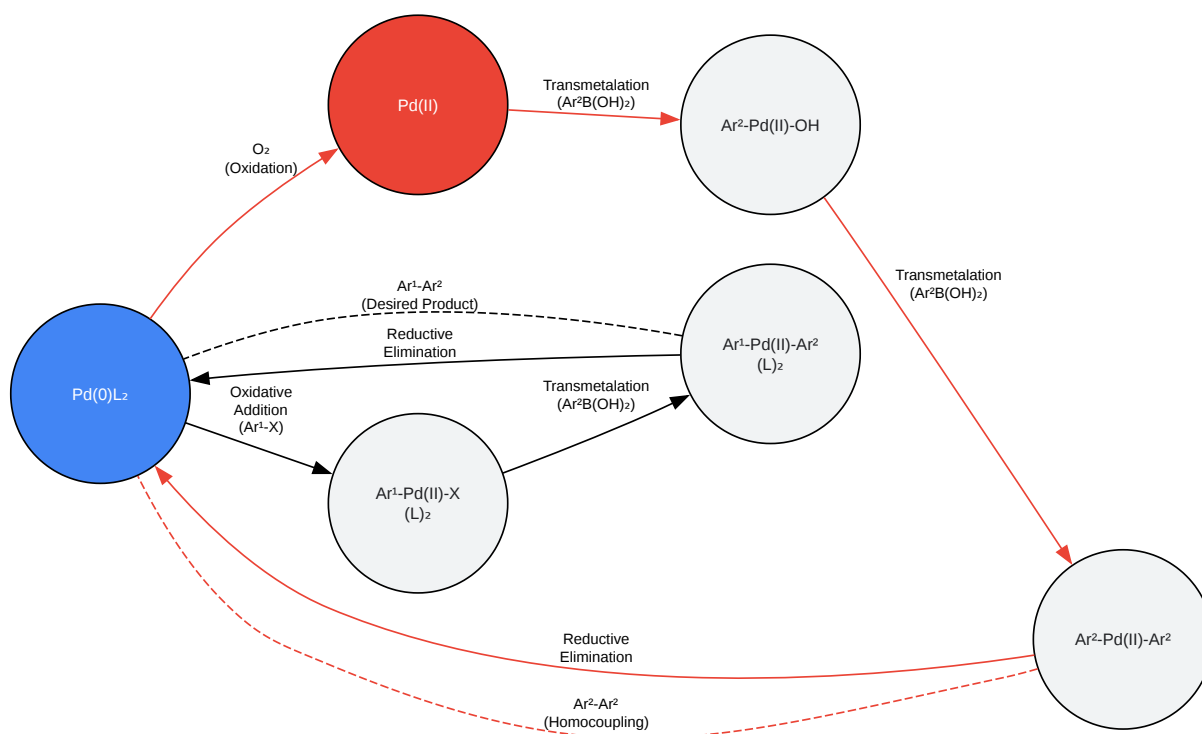 Pd(II)
Transmetalation
(Ar²B(OH)₂)
Ar²-Pd(II)-OH
O₂
(Oxidation)
Transmetalation
(Ar²B(OH)₂)
Ar¹-Ar²
(Desired Product)
Reductive
Elimination
Ar¹-Pd(II)-Ar²
(L)₂
Pd(0)L₂
Oxidative
Addition
(Ar¹-X)
Transmetalation
(Ar²B(OH)₂)
Ar¹-Pd(II)-X
(L)₂
Reductive
Elimination
Ar²-Pd(II)-Ar²
Ar²-Ar²
(Homocoupling)